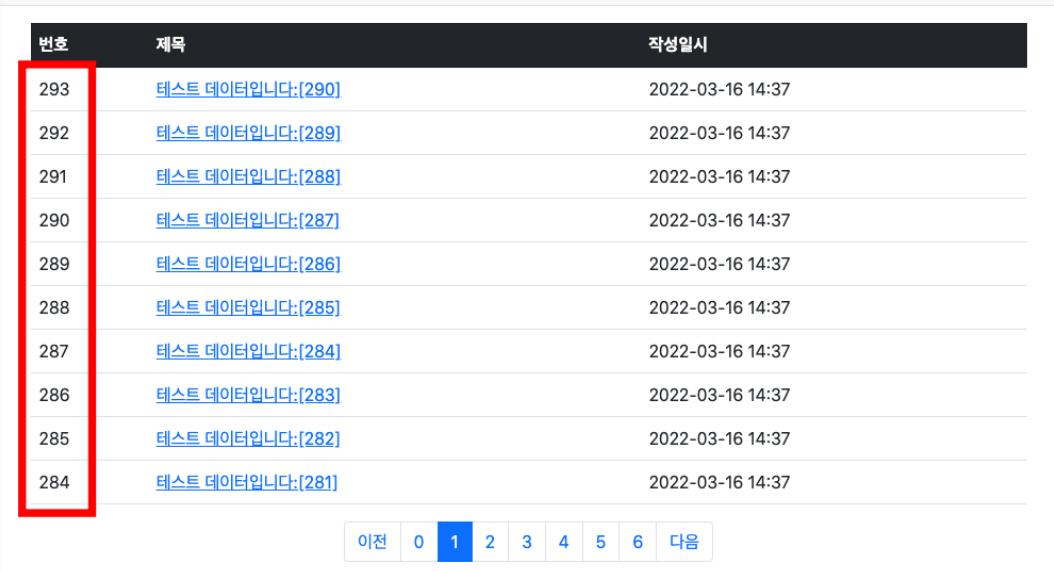 번호 제목 작성일시
293 테스트 데이터입니다:[290] 2022-03-16 14:37
292 테스트 데이터입니다:[289] 2022-03-16 14:37
291 테스트 데이터입니다:[288] 2022-03-16 14:37
290 테스트 데이터입니다:[287] 2022-03-16 14:37
289 테스트 데이터입니다:[286] 2022-03-16 14:37
288 테스트 데이터입니다:[285] 2022-03-16 14:37
287 테스트 데이터입니다:[284] 2022-03-16 14:37
286 테스트 데이터입니다:[283] 2022-03-16 14:37
285 테스트 데이터입니다:[282] 2022-03-16 14:37
284 테스트 데이터입니다:[281] 2022-03-16 14:37
이전 0 1 2 3 4 5 6 다음